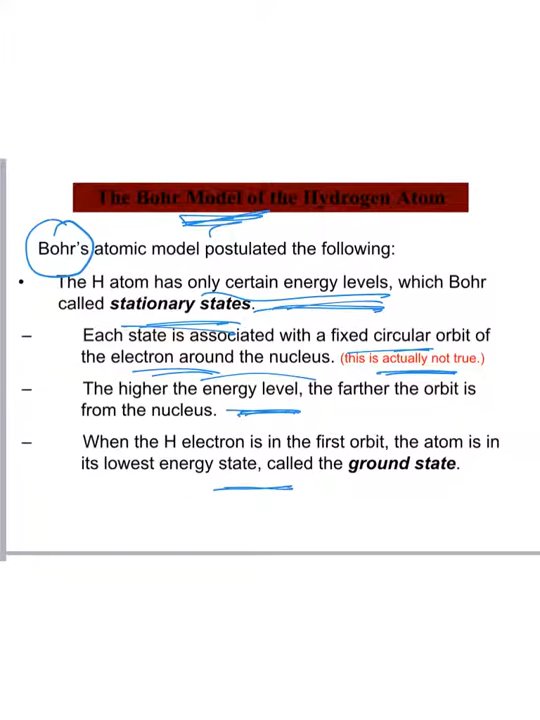 The Bohr Model of the Hydrogen Atom
Bohr's atomic model postulated the following:
• The H atom has only certain energy levels, which Bohr
called stationary states.
– Each state is associated with a fixed circular orbit of
the electron around the nucleus. (this is actually not true.)
– The higher the energy level, the farther the orbit is
from the nucleus.
– When the H electron is in the first orbit, the atom is in
its lowest energy state, called the ground state.